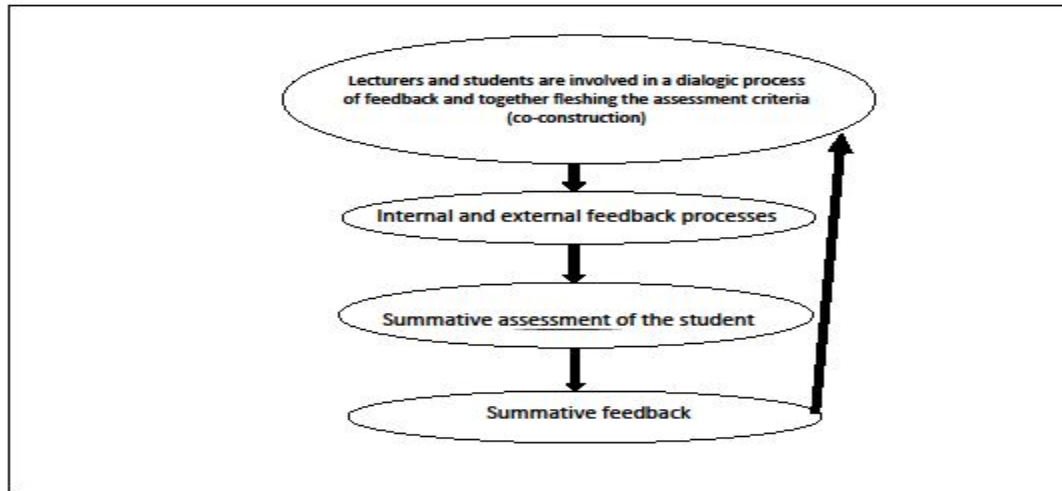 Lecturers and students are involved in a dialogic process
of feedback and together fleshing the assessment criteria
(co-construction)
Internal and external feedback processes
Summative assessment of the student
Summative feedback